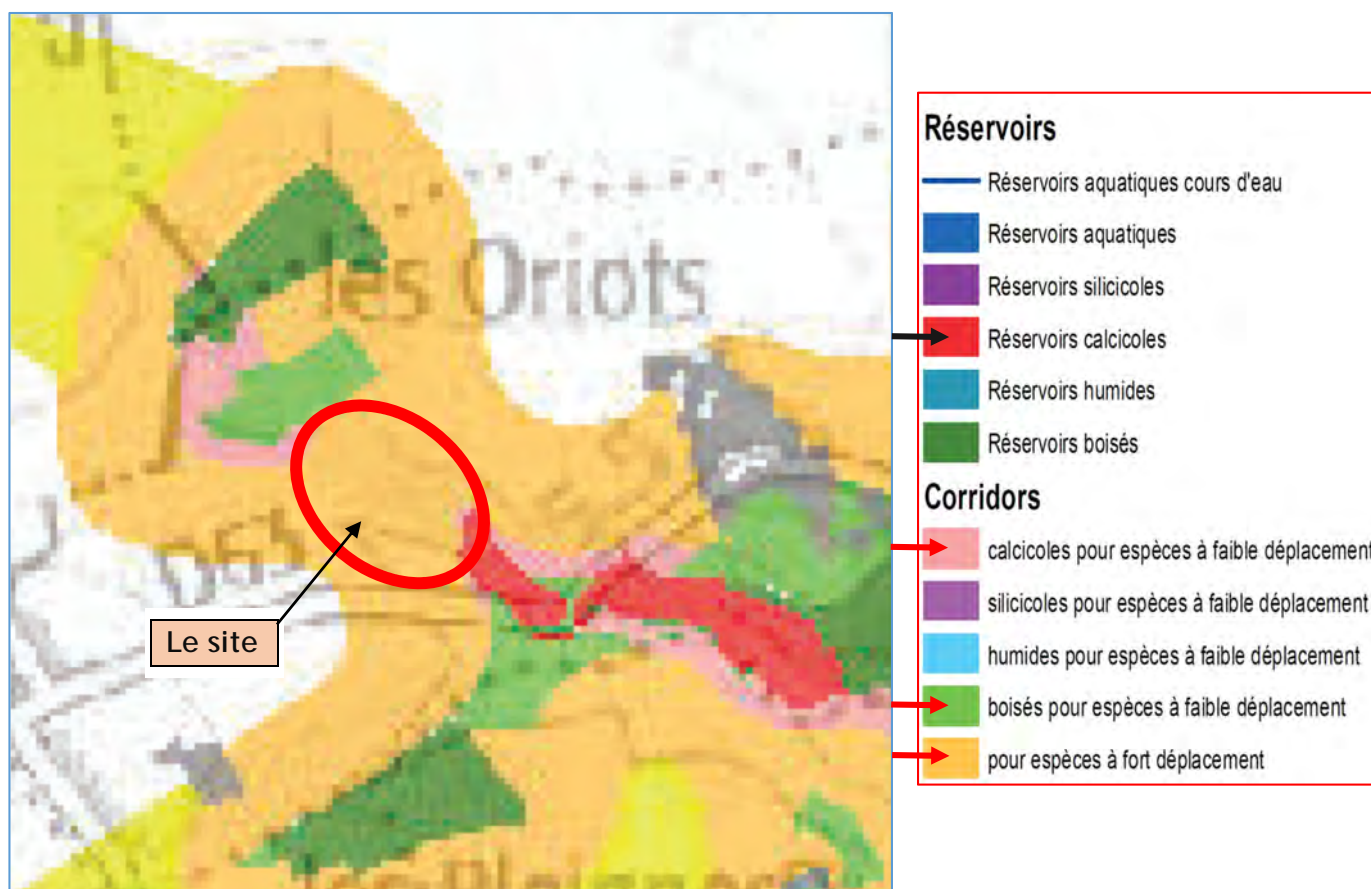 les Oriots
Le site
Réservoirs
Réservoirs aquatiques cours d'eau
Réservoirs aquatiques
Réservoirs silicicoles
Réservoirs calcicoles
Réservoirs humides
Réservoirs boisés
Corridors
calcicoles pour espèces à faible déplacement
silicicoles pour espèces à faible déplacement
humides pour espèces à faible déplacement
boisés pour espèces à faible déplacement
pour espèces à fort déplacement